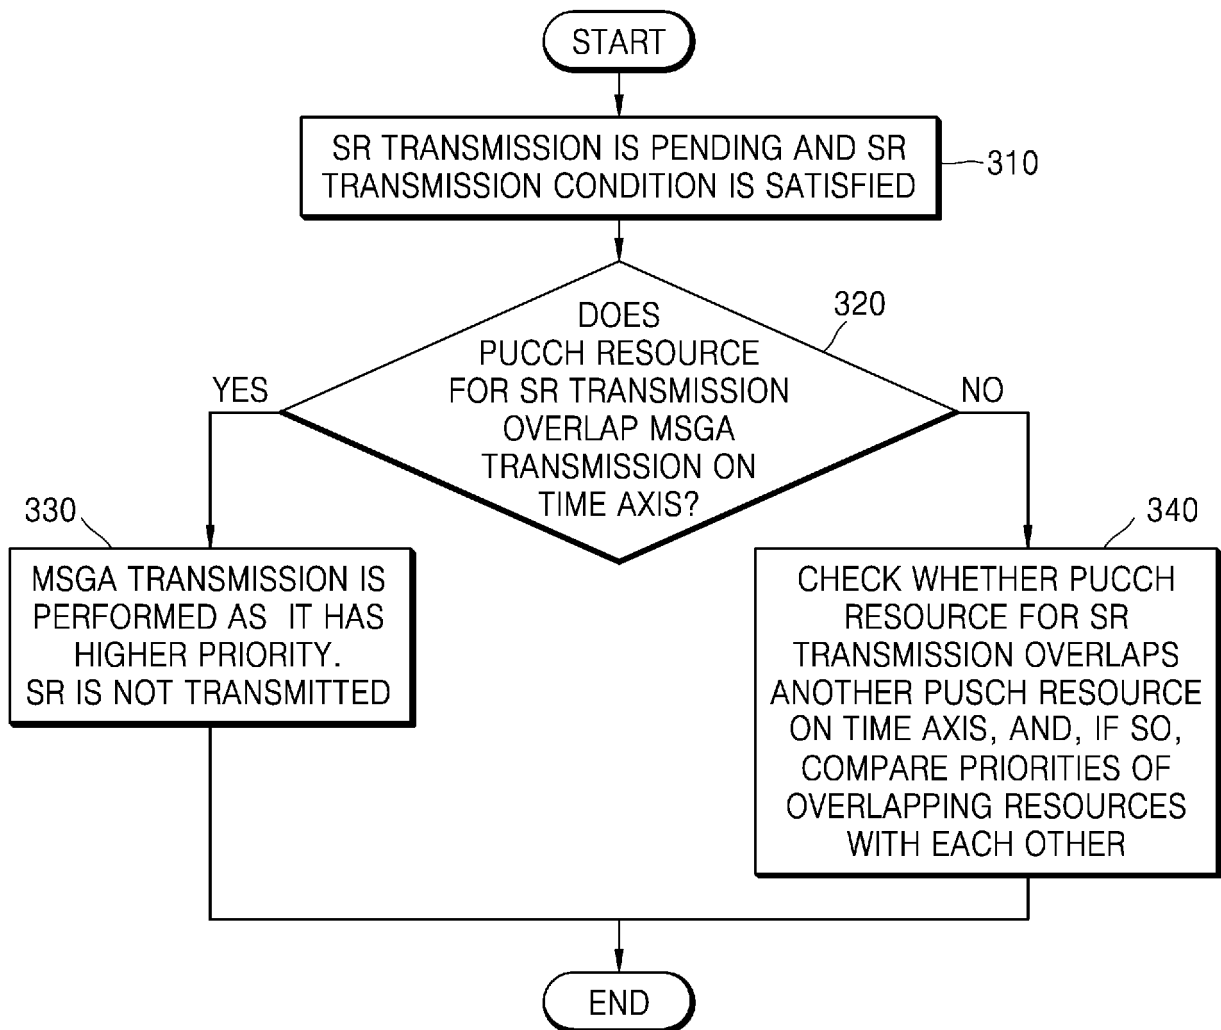 START
SR TRANSMISSION IS PENDING AND SR
TRANSMISSION CONDITION IS SATISFIED
310
DOES
PUCCH RESOURCE
FOR SR TRANSMISSION
OVERLAP MSGA
TRANSMISSION ON
TIME AXIS?
320
YES
NO
330
MSGA TRANSMISSION IS
PERFORMED AS IT HAS
HIGHER PRIORITY.
SR IS NOT TRANSMITTED
340
CHECK WHETHER PUCCH
RESOURCE FOR SR
TRANSMISSION OVERLAPS
ANOTHER PUSCH RESOURCE
ON TIME AXIS, AND, IF SO,
COMPARE PRIORITIES OF
OVERLAPPING RESOURCES
WITH EACH OTHER
END